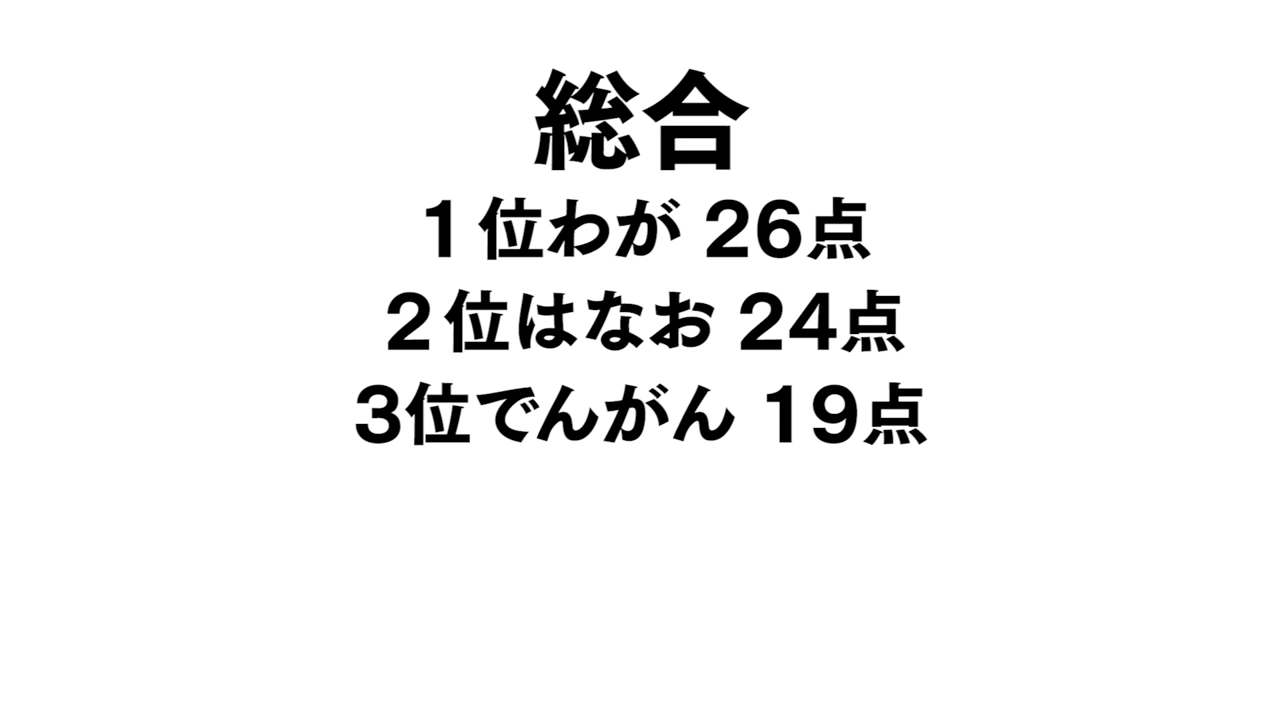 総合
1位わが 26点
2位はなお 24点
3位でんがん 19点